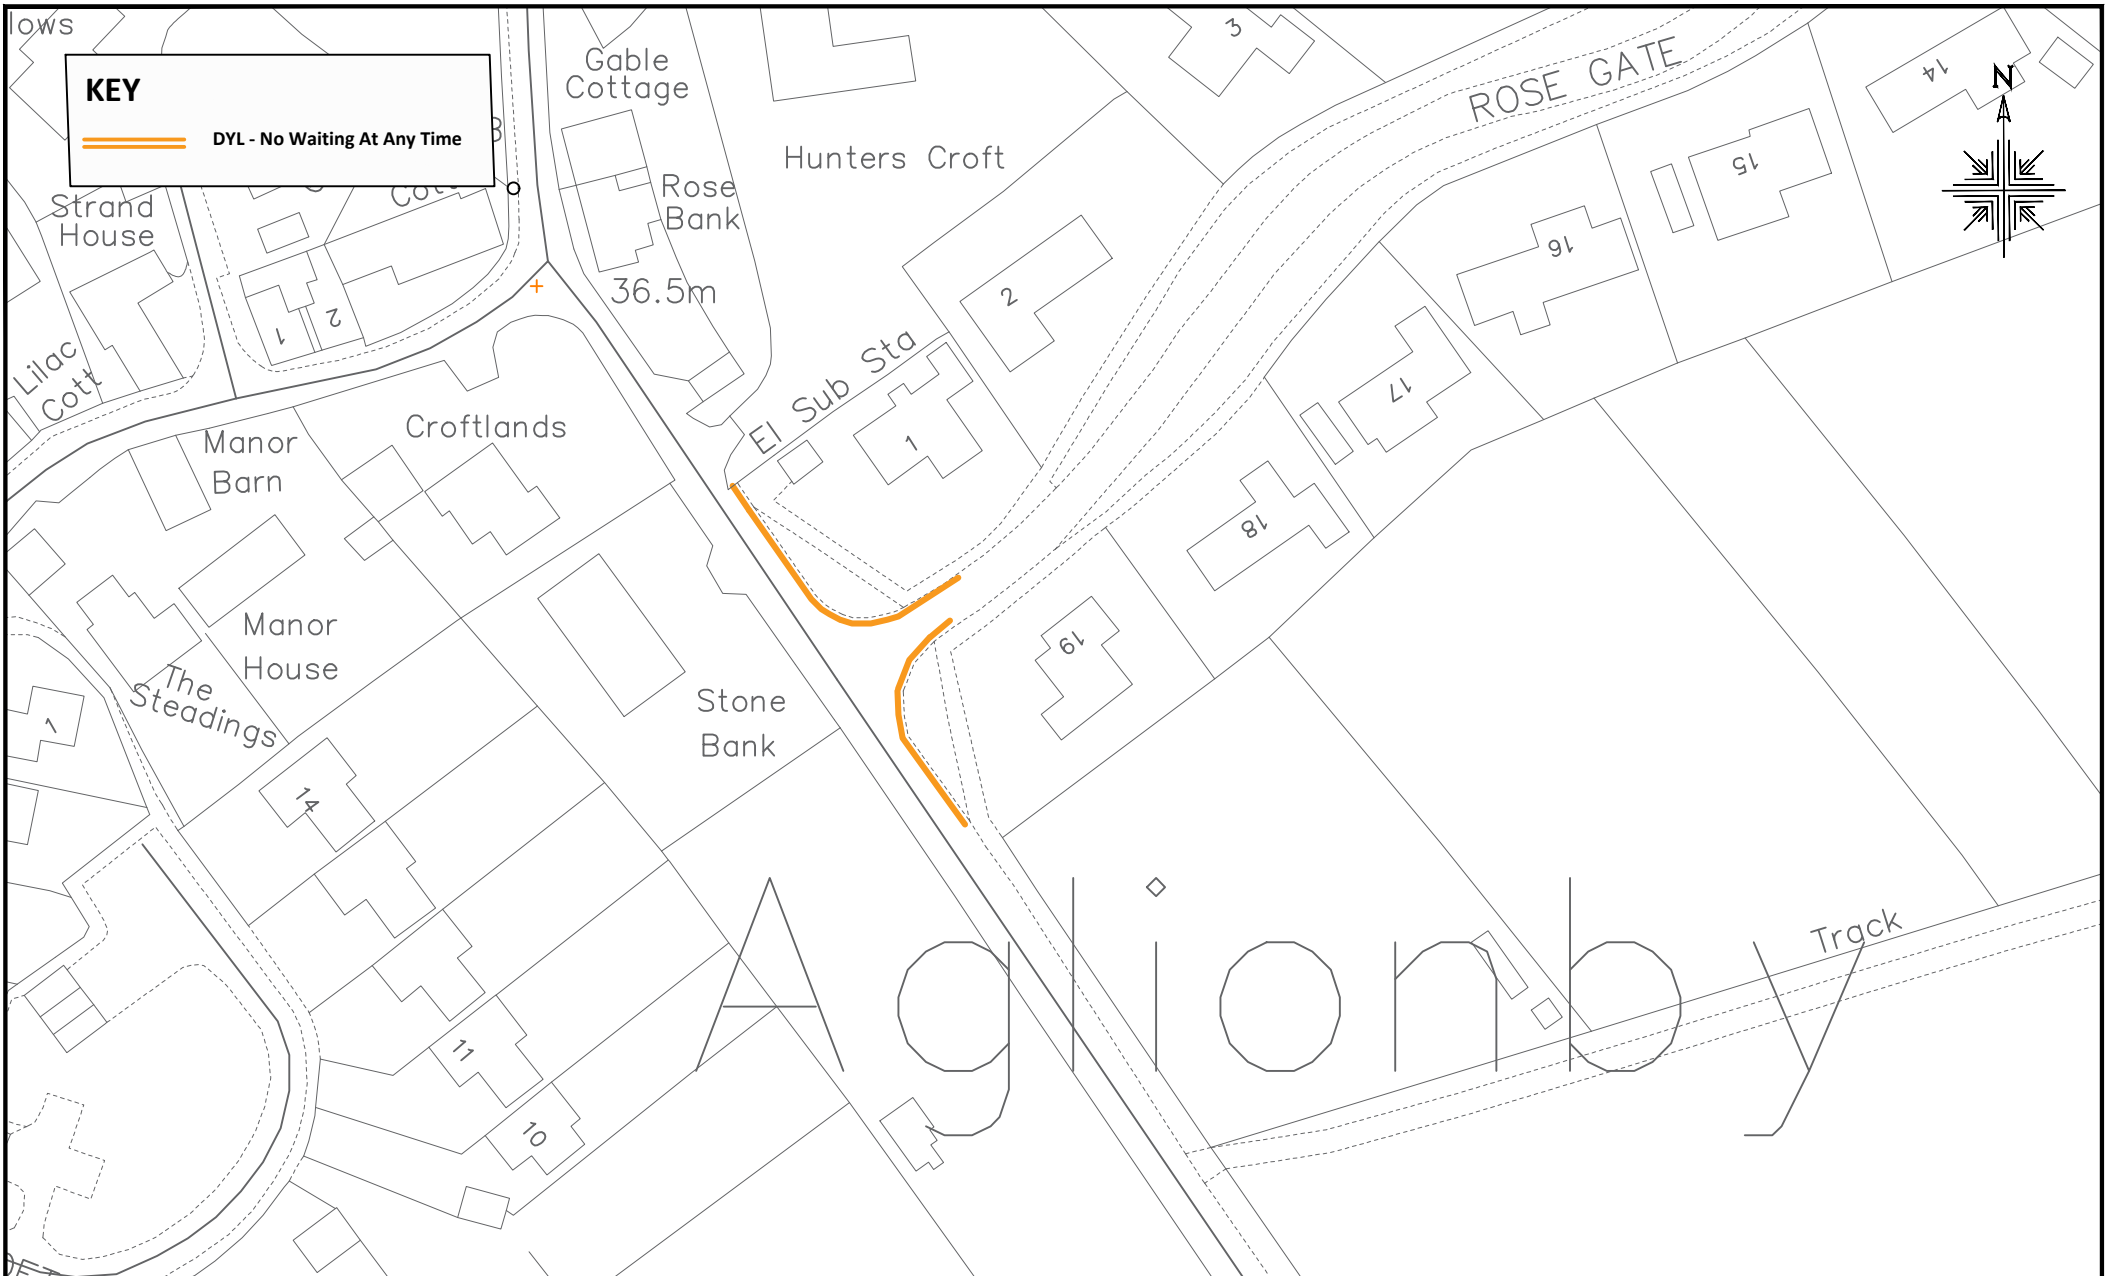 KEY
DYL - No Waiting At Any Time
Gable
Cottage
3
ROSE GATE
14
N
Hunters Croft
15
Strand
House
Rose
Bank
16
36.5m
2
1
2
El Sub Sta
Lilac
Cott
17
Manor
Barn
Croftlands
1
18
Manor
House
19
The
Steadings
Stone
Bank
1
14
Track
Aglionby
11
10